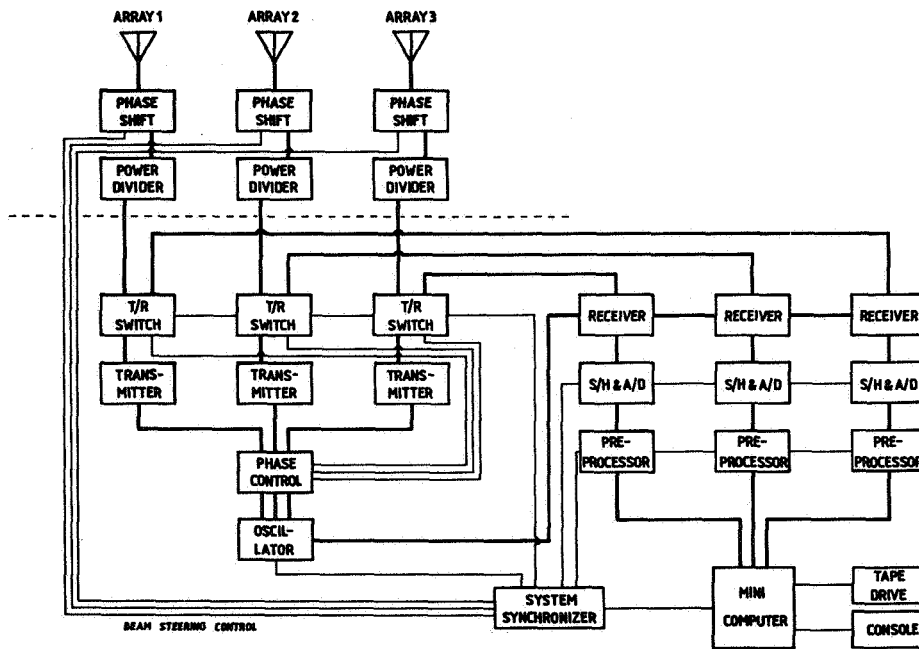 ARRAY 1
ARRAY 2
ARRAY 3
PHASE
SHIFT
PHASE
SHIFT
PHASE
SHIFT
POWER
DIVIDER
POWER
DIVIDER
POWER
DIVIDER
T/R
SWITCH
T/R
SWITCH
T/R
SWITCH
RECEIVER
RECEIVER
RECEIVER
TRANS-
MITTER
TRANS-
MITTER
TRANS-
MITTER
S/H & A/D
S/H & A/D
S/H & A/D
PRE-
PROCESSOR
PRE-
PROCESSOR
PRE-
PROCESSOR
PHASE
CONTROL
OSCIL-
LATOR
SYSTEM
SYNCHRONIZER
MINI
COMPUTER
TAPE
DRIVE
CONSOLE
BEAM STEERING CONTROL